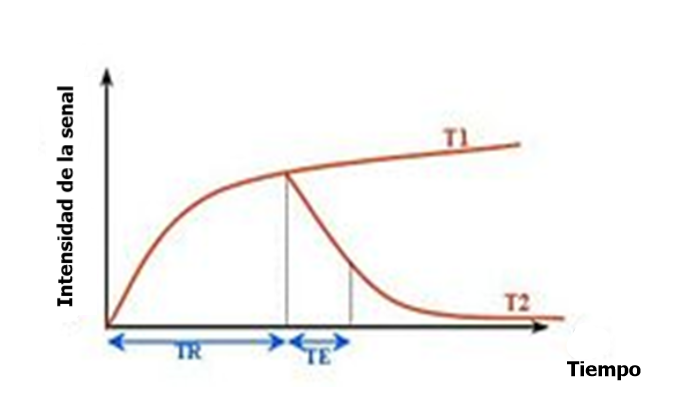 Intensidad de la senal
T1
T2
TR
TE
Tiempo